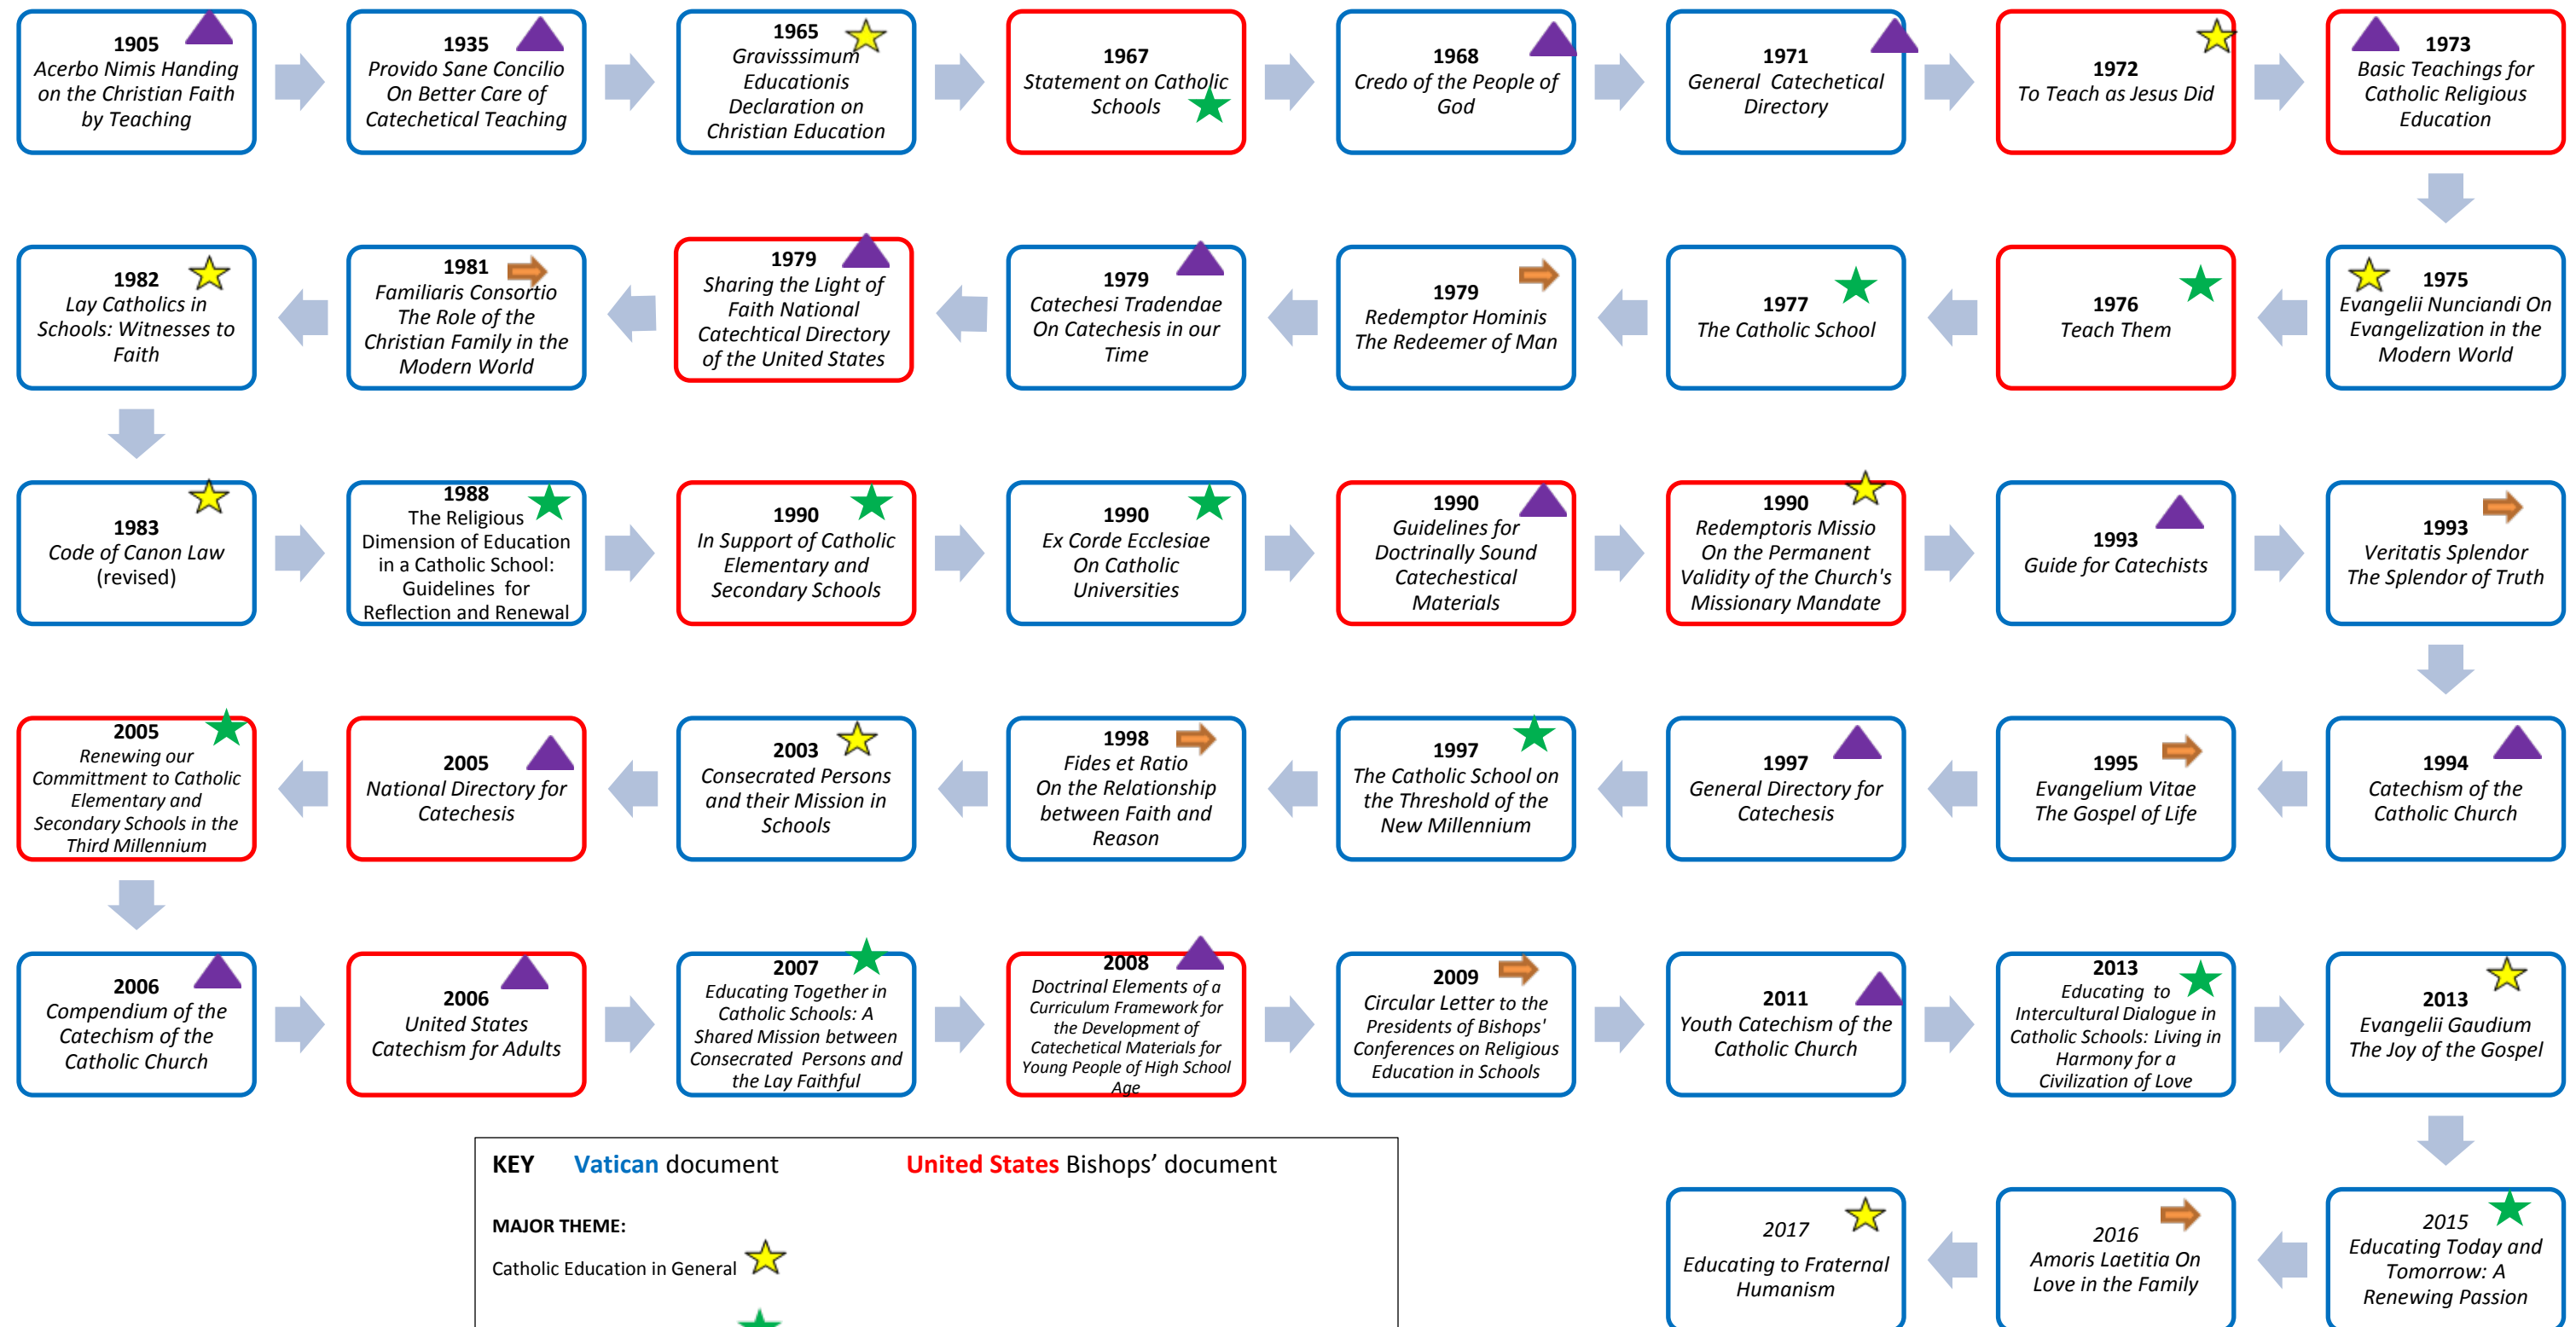 1905
Acerbo Nimis Handing
on the Christian Faith
by Teaching
1935
Provido Sane Concilio
On Better Care of
Catechetical Teaching
1965
Gravisssimum
Educationis
Declaration on
Christian Education
1967
Statement on Catholic
Schools
1968
Credo of the People of
God
1971
General Catechetical
Directory
1972
To Teach as Jesus Did
1973
Basic Teachings for
Catholic Religious
Education
1975
Evangelii Nunciandi On
Evangelization in the
Modern World
1976
Teach Them
1977
The Catholic School
1979
Redemptor Hominis
The Redeemer of Man
1979
Catechesi Tradendae
On Catechesis in our
Time
1979
Sharing the Light of
Faith National
Catechtical Directory
of the United States
1981
Familiaris Consortio
The Role of the
Christian Family in the
Modern World
1982
Lay Catholics in
Schools: Witnesses to
Faith
1983
Code of Canon Law
(revised)
1988
The Religious
Dimension of Education
in a Catholic School:
Guidelines for
Reflection and Renewal
1990
In Support of Catholic
Elementary and
Secondary Schools
1990
Ex Corde Ecclesiae
On Catholic
Universities
1990
Guidelines for
Doctrinally Sound
Catechestical
Materials
1990
Redemptoris Missio
On the Permanent
Validity of the Church's
Missionary Mandate
1993
Guide for Catechists
1993
Veritatis Splendor
The Splendor of Truth
1994
Catechism of the
Catholic Church
1995
Evangelium Vitae
The Gospel of Life
1997
General Directory for
Catechesis
1997
The Catholic School on
the Threshold of the
New Millennium
1998
Fides et Ratio
On the Relationship
between Faith and
Reason
2003
Consecrated Persons
and their Mission in
Schools
2005
National Directory for
Catechesis
2005
Renewing our
Commitment to Catholic
Elementary and
Secondary Schools in the
Third Millennium
2006
Compendium of the
Catechism of the
Catholic Church
2006
United States
Catechism for Adults
2007
Educating Together in
Catholic Schools: A
Shared Mission between
Consecrated Persons and
the Lay Faithful
2008
Doctrinal Elements of a
Curriculum Framework for
the Development of
Catechetical Materials for
Young People of High School
Age
2009
Circular Letter to the
Presidents of Bishops'
Conferences on Religious
Education in Schools
2011
Youth Catechism of the
Catholic Church
2013
Educating to
Intercultural Dialogue in
Catholic Schools: Living in
Harmony for a
Civilization of Love
2013
Evangelii Gaudium
The Joy of the Gospel
2015
Educating Today and
Tomorrow: A
Renewing Passion
2016
Amoris Laetitia On
Love in the Family
2017
Educating to Fraternal
Humanism
KEY Vatican document United States Bishops’ document
MAJOR THEME:
Catholic Education in General